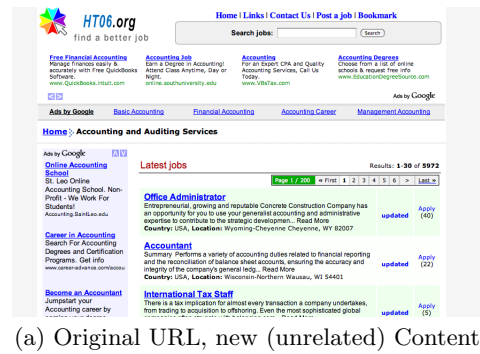 HT06.org
find a better job
Home | Links | Contact Us | Post a job | Bookmark
Search jobs: Search
Free Financial Accounting
Manage finances easily &
accurately with Free QuickBooks
Software.
www.QuickBooks.intuit.com
Accounting Job
Earn a Degree in Accounting!
Attend Class Anytime, Day or
Night.
online.southuniversity.edu
Accounting
For an Expert CPA and Quality
Accounting Services, Call Us
Today.
www.VBsTax.com
Accounting Degrees
Choose from a list of online
schools & request free info
www.EducationDegreeSource.com
Ads by Google
Ads by Google Basic Accounting Financial Accounting Accounting Career Management Accounting
Home : Accounting and Auditing Services
Ads by Google
Online Accounting
School
St. Leo Online
Accounting School. Non-
Profit - We Work For
Students!
Accounting.SaintLeo.edu
Career in Accounting
Search For Accounting
Degrees and Certification
Programs. Get info
www.career-advance.com/accou
Become an Accountant
Jumpstart your
Accounting career by
Latest jobs Results: 1-30 of 5972
Page 1 / 200 « First 1 2 3 4 5 6 > Last »
Office Administrator
Entrepreneurial, growing and reputable Concrete Construction Company has
an opportunity for you to use your generalist accounting and administrative
expertise to contribute to the strategic developmen... Read More
Country: USA, Location: Wyoming-Cheyenne Cheyenne, WY 82007
updated
Apply
(40)
Accountant
Summary Performs a variety of accounting duties related to financial reporting
and the reconciliation of balance sheet accounts, ensuring the accuracy and
integrity of the company's general ledg... Read More
Country: USA, Location: Wisconsin-Northern Wausau, WI 54401
updated
Apply
(22)
International Tax Staff
There is a tax implication for almost every transaction a company undertakes,
from trading to acquisition to offshoring. Even the most sophisticated global
updated
Apply
(5)
(a) Original URL, new (unrelated) Content